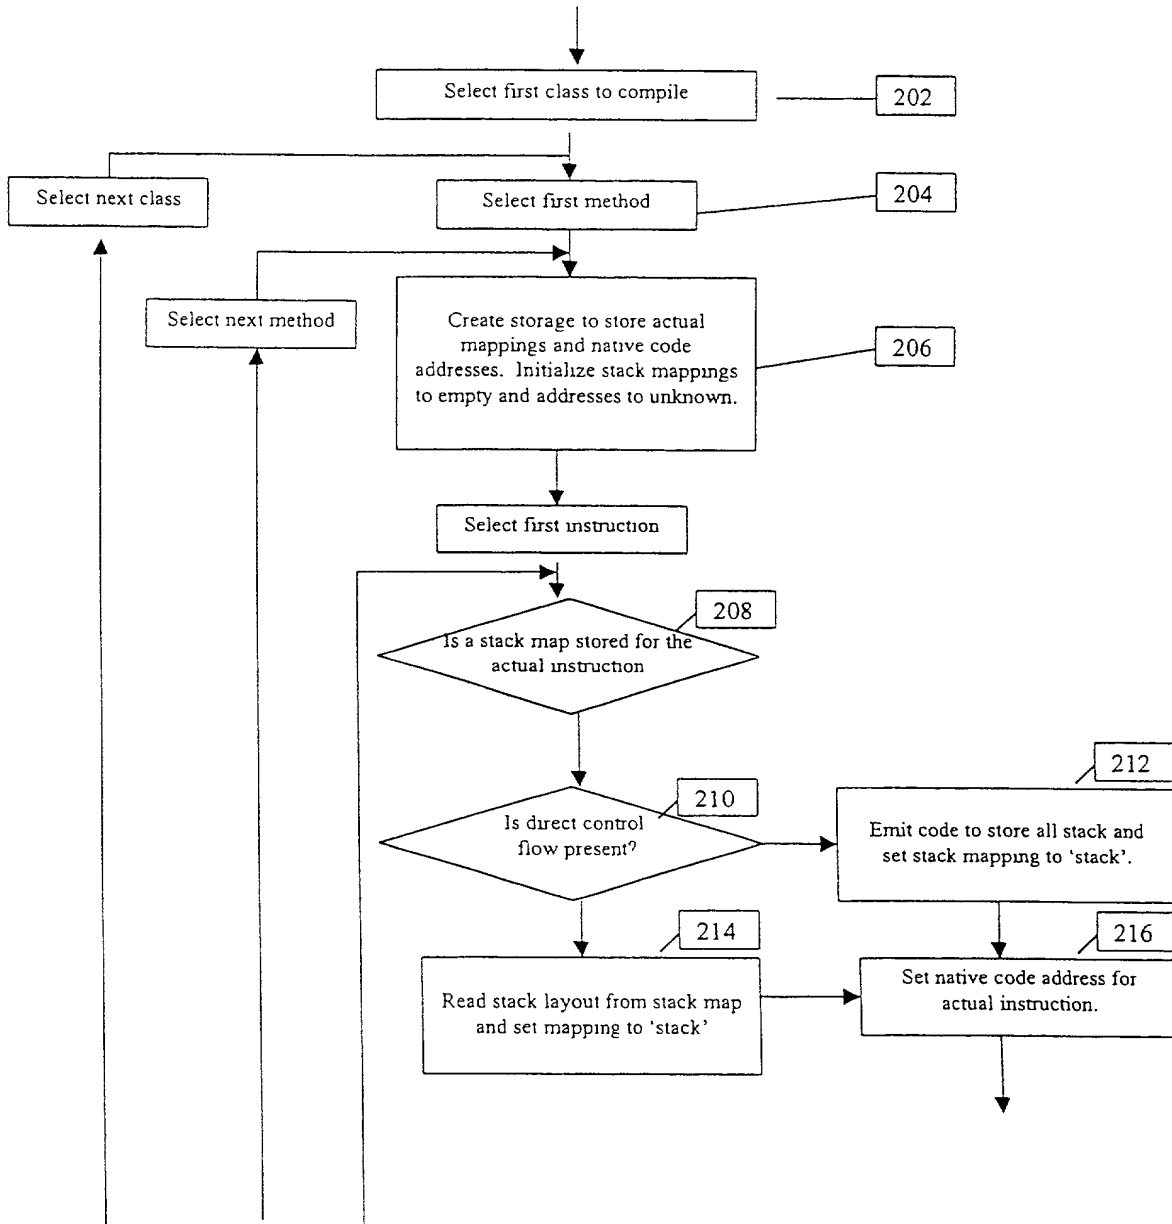 Select first class to compile
202
Select next class
Select first method
204
Select next method
Create storage to store actual
mappings and native code
addresses. Initialize stack mappings
to empty and addresses to unknown.
206
Select first instruction
208
Is a stack map stored for the
actual instruction
212
210
Is direct control
flow present?
Emit code to store all stack and
set stack mapping to ‘stack’.
214
216
Read stack layout from stack map
and set mapping to ‘stack’
Set native code address for
actual instruction.